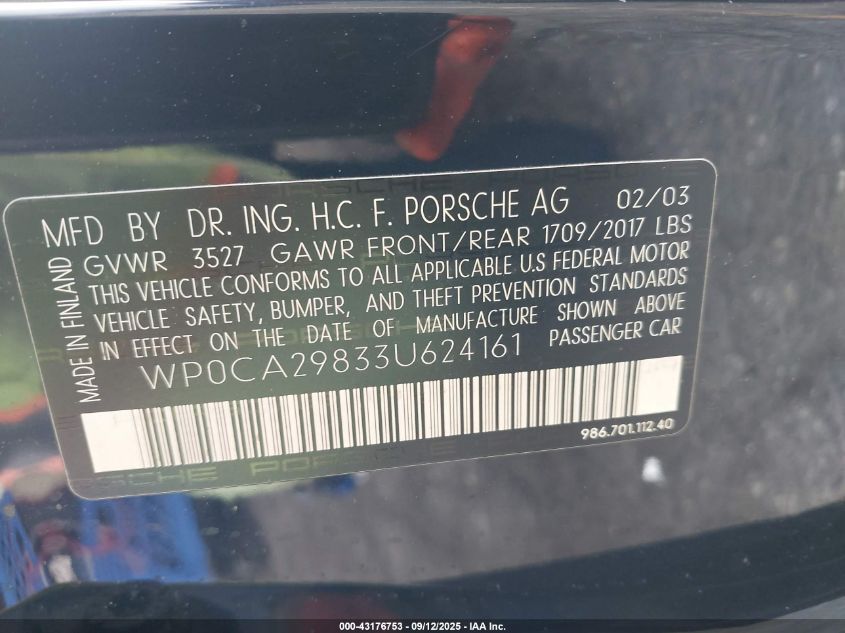 MFD BY DR. ING. H.C. F. PORSCHE AG 02/03
GVWR 3527 GAWR FRONT/REAR 1709/2017 LBS
THIS VEHICLE CONFORMS TO ALL APPLICABLE U.S FEDERAL MOTOR
VEHICLE SAFETY, BUMPER, AND THEFT PREVENTION STANDARDS
IN EFFECT ON THE DATE OF MANUFACTURE SHOWN ABOVE
WP0CA29833U624161 PASSENGER CAR
MADE IN FINLAND
986.701.112.40
PORSCHE
000-43176753 - 09/12/2025 - IAA Inc.